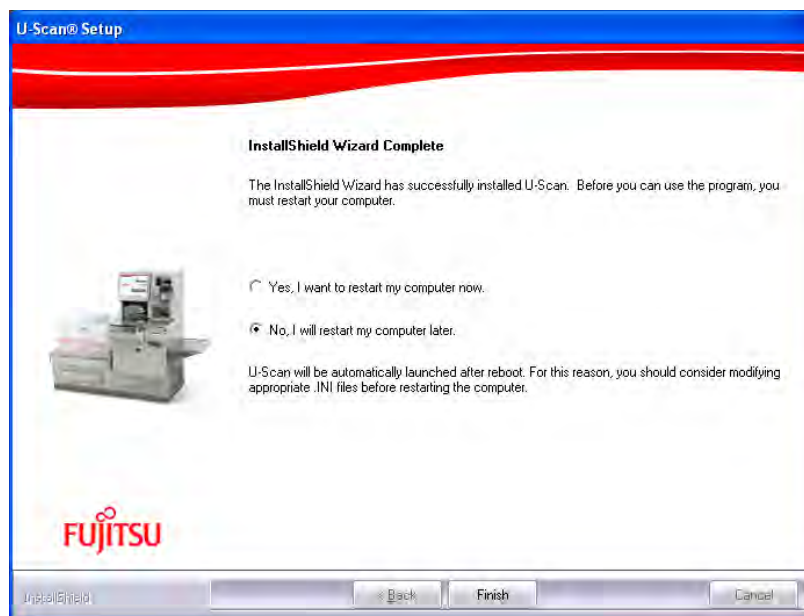 U-Scan® Setup
InstallShield Wizard Complete
The InstallShield Wizard has successfully installed U-Scan. Before you can use the program, you
must restart your computer.
Yes, I want to restart my computer now.
No, I will restart my computer later.
U-Scan will be automatically launched after reboot. For this reason, you should consider modifying
appropriate .INI files before restarting the computer.
FUJITSU
InstallShield
< Back
Finish
Cancel